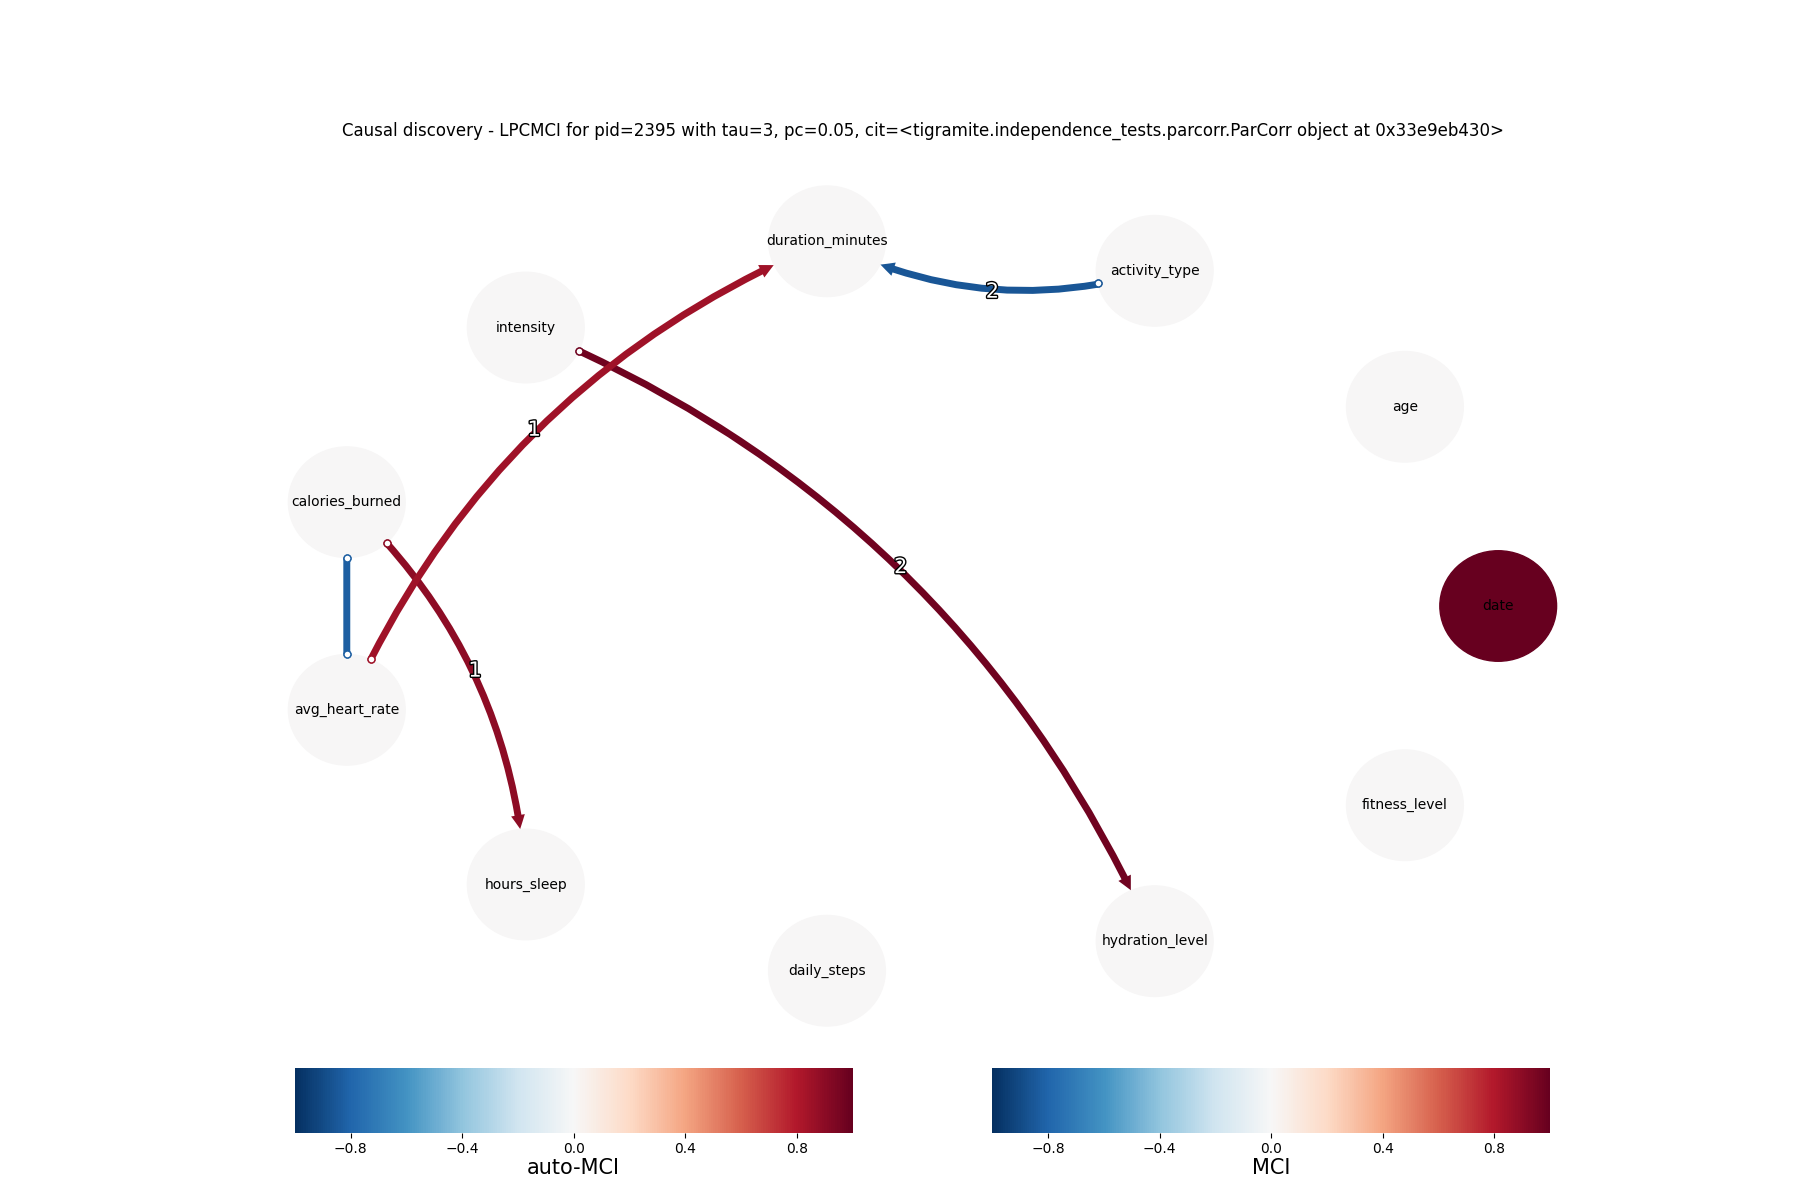 Causal discovery - LPCMCI for pid=2395 with tau=3, pc=0.05, cit=<tigramite.independence_tests.parcorr.ParCorr object at 0x33e9eb430>
duration_minutes
activity_type
2
intensity
age
1
calories_burned
2
date
1
avg_heart_rate
fitness_level
hours_sleep
hydration_level
daily_steps
−0.8 −0.4 0.0 0.4 0.8
auto-MCI
−0.8 −0.4 0.0 0.4 0.8
MCI